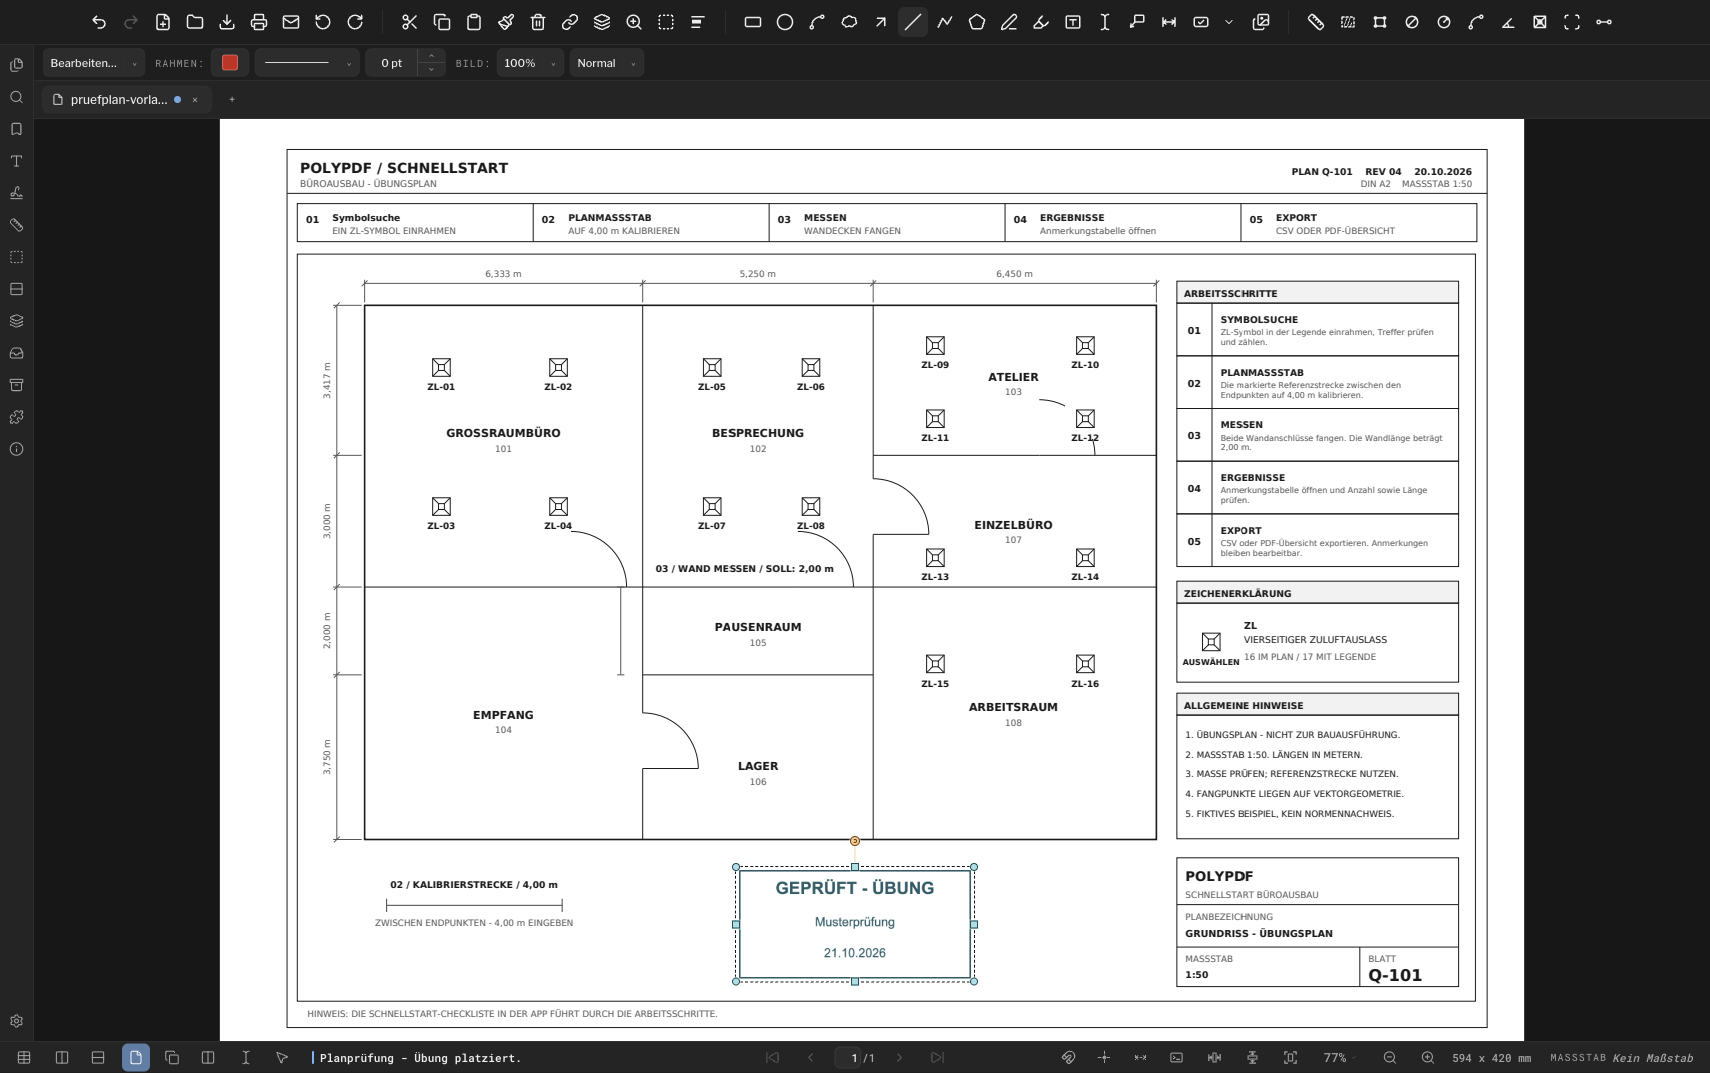 Bearbeiten...
RAHMEN:
0 pt
BILD:
100%
Normal
pruefplan-vorla...
POLYPDF / SCHNELLSTART
BÜROAUSBAU - ÜBUNGSPLAN
PLAN Q-101 REV 04 20.10.2026
DIN A2 MASSSTAB 1:50
01 Symbolsuche
EIN ZL-SYMBOL EINRAHMEN
02 PLANMASSSTAB
AUF 4,00 m KALIBRIEREN
03 MESSEN
WANDECKEN FANGEN
04 ERGEBNISSE
Anmerkungstabelle öffnen
05 EXPORT
CSV ODER PDF-ÜBERSICHT
6,333 m
5,250 m
6,450 m
3,417 m
3,000 m
2,000 m
3,750 m
ZL-01
ZL-02
GROSSRAUMBÜRO
101
ZL-03
ZL-04
ZL-05
ZL-06
BESPRECHUNG
102
ZL-07
ZL-08
03 / WAND MESSEN / SOLL: 2,00 m
ZL-09
ZL-10
ATELIER
103
ZL-11
ZL-12
EINZELBÜRO
107
ZL-13
ZL-14
PAUSENRAUM
105
EMPFANG
104
LAGER
106
ZL-15
ZL-16
ARBEITSRAUM
108
02 / KALIBRIERSTRECKE / 4,00 m
ZWISCHEN ENDPUNKTEN - 4,00 m EINGEBEN
GEPRÜFT - ÜBUNG
Musterprüfung
21.10.2026
ARBEITSSCHRITTE
01
SYMBOLSUCHE
ZL-Symbol in der Legende einrahmen, Treffer prüfen
und zählen.
02
PLANMASSSTAB
Die markierte Referenzstrecke zwischen den
Endpunkten auf 4,00 m kalibrieren.
03
MESSEN
Beide Wandanschlüsse fangen. Die Wandlänge beträgt
2,00 m.
04
ERGEBNISSE
Anmerkungstabelle öffnen und Anzahl sowie Länge
prüfen.
05
EXPORT
CSV oder PDF-Übersicht exportieren. Anmerkungen
bleiben bearbeitbar.
ZEICHENERKLÄRUNG
ZL
VIERSEITIGER ZULUFTAUSLASS
16 IM PLAN / 17 MIT LEGENDE
AUSWÄHLEN
ALLGEMEINE HINWEISE
1. ÜBUNGSPLAN - NICHT ZUR BAUAUSFÜHRUNG.
2. MASSSTAB 1:50. LÄNGEN IN METERN.
3. MASSE PRÜFEN; REFERENZSTRECKE NUTZEN.
4. FANGPUNKTE LIEGEN AUF VEKTORGEOMETRIE.
5. FIKTIVES BEISPIEL, KEIN NORMENNACHWEIS.
POLYPDF
SCHNELLSTART BÜROAUSBAU
PLANBEZEICHNUNG
GRUNDRISS - ÜBUNGSPLAN
MASSSTAB
1:50
BLATT
Q-101
HINWEIS: DIE SCHNELLSTART-CHECKLISTE IN DER APP FÜHRT DURCH DIE ARBEITSSCHRITTE.
Planprüfung - Übung platziert.
1 /1
77%
594 x 420 mm
MASSSTAB Kein Maßstab